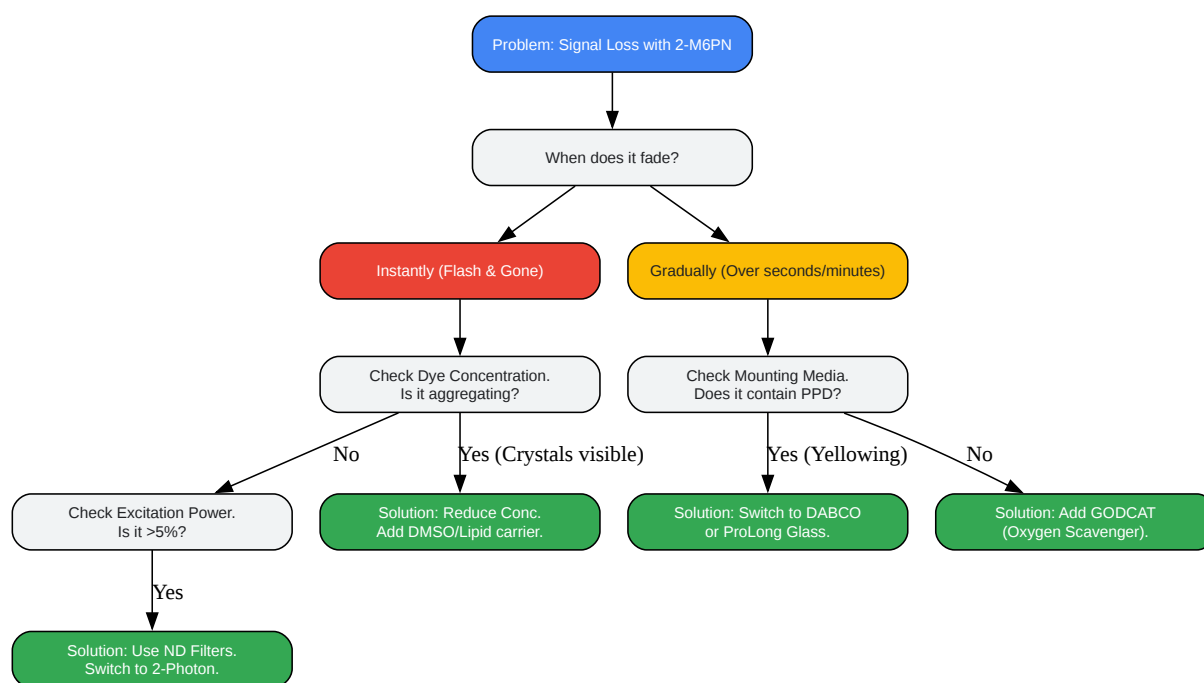 Problem: Signal Loss with 2-M6PN
When does it fade?
Instantly (Flash & Gone)
Gradually (Over seconds/minutes)
Check Dye Concentration.
Is it aggregating?
Check Mounting Media.
Does it contain PPD?
No
Yes (Crystals visible)
Yes (Yellowing)
No
Check Excitation Power.
Is it >5%?
Solution: Reduce Conc.
Add DMSO/Lipid carrier.
Solution: Switch to DABCO
or ProLong Glass.
Solution: Add GODCAT
(Oxygen Scavenger).
Yes
Solution: Use ND Filters.
Switch to 2-Photon.